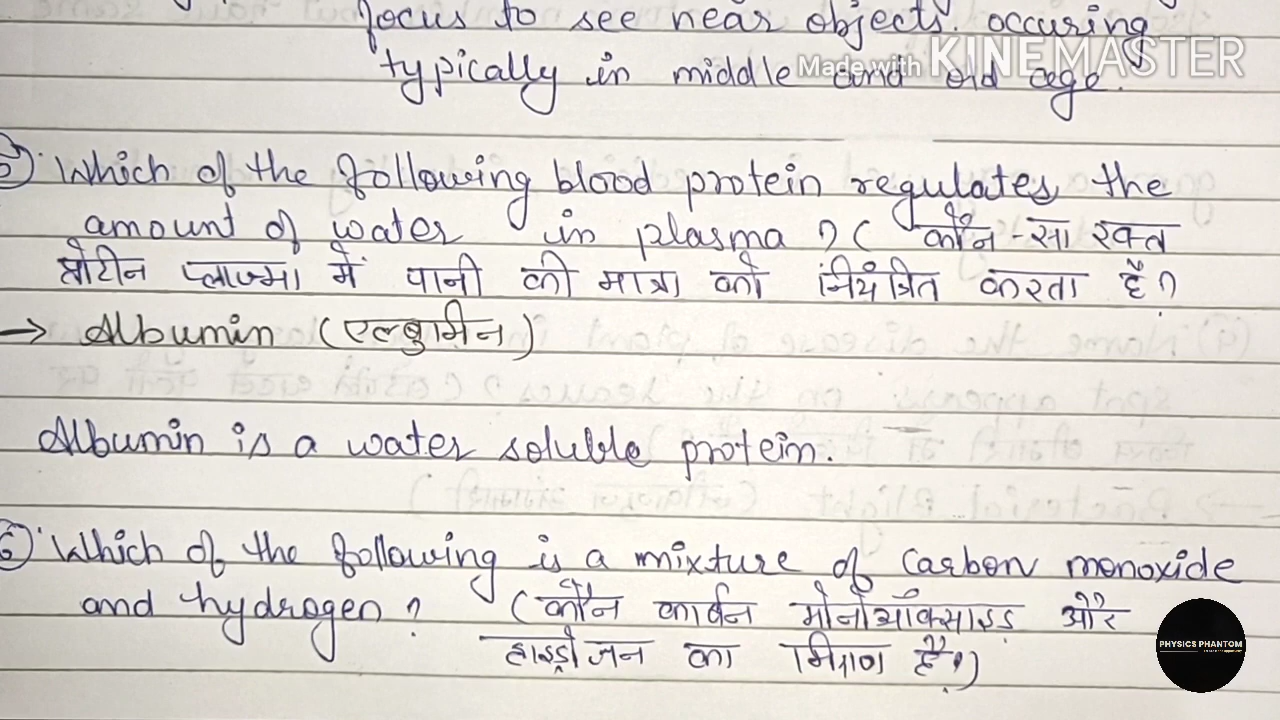 focus to see near objects. occuring
Made with KINEMASTER
typically in middle and old age.
5) Which of the following blood protein regulates the
amount of water in plasma ? ( कौन-सा रक्त
प्रोटीन प्लाज्मा में पानी की मात्रा को नियंत्रित करता है?
→ Albumin (एल्बुमिन)
Albumin is a water soluble protein.
6) Which of the following is a mixture of carbon monoxide
and hydrogen? (कौन कार्बन मोनोऑक्साइड और
हाइड्रोजन का मिश्रण है?)
PHYSICS PHANTOM